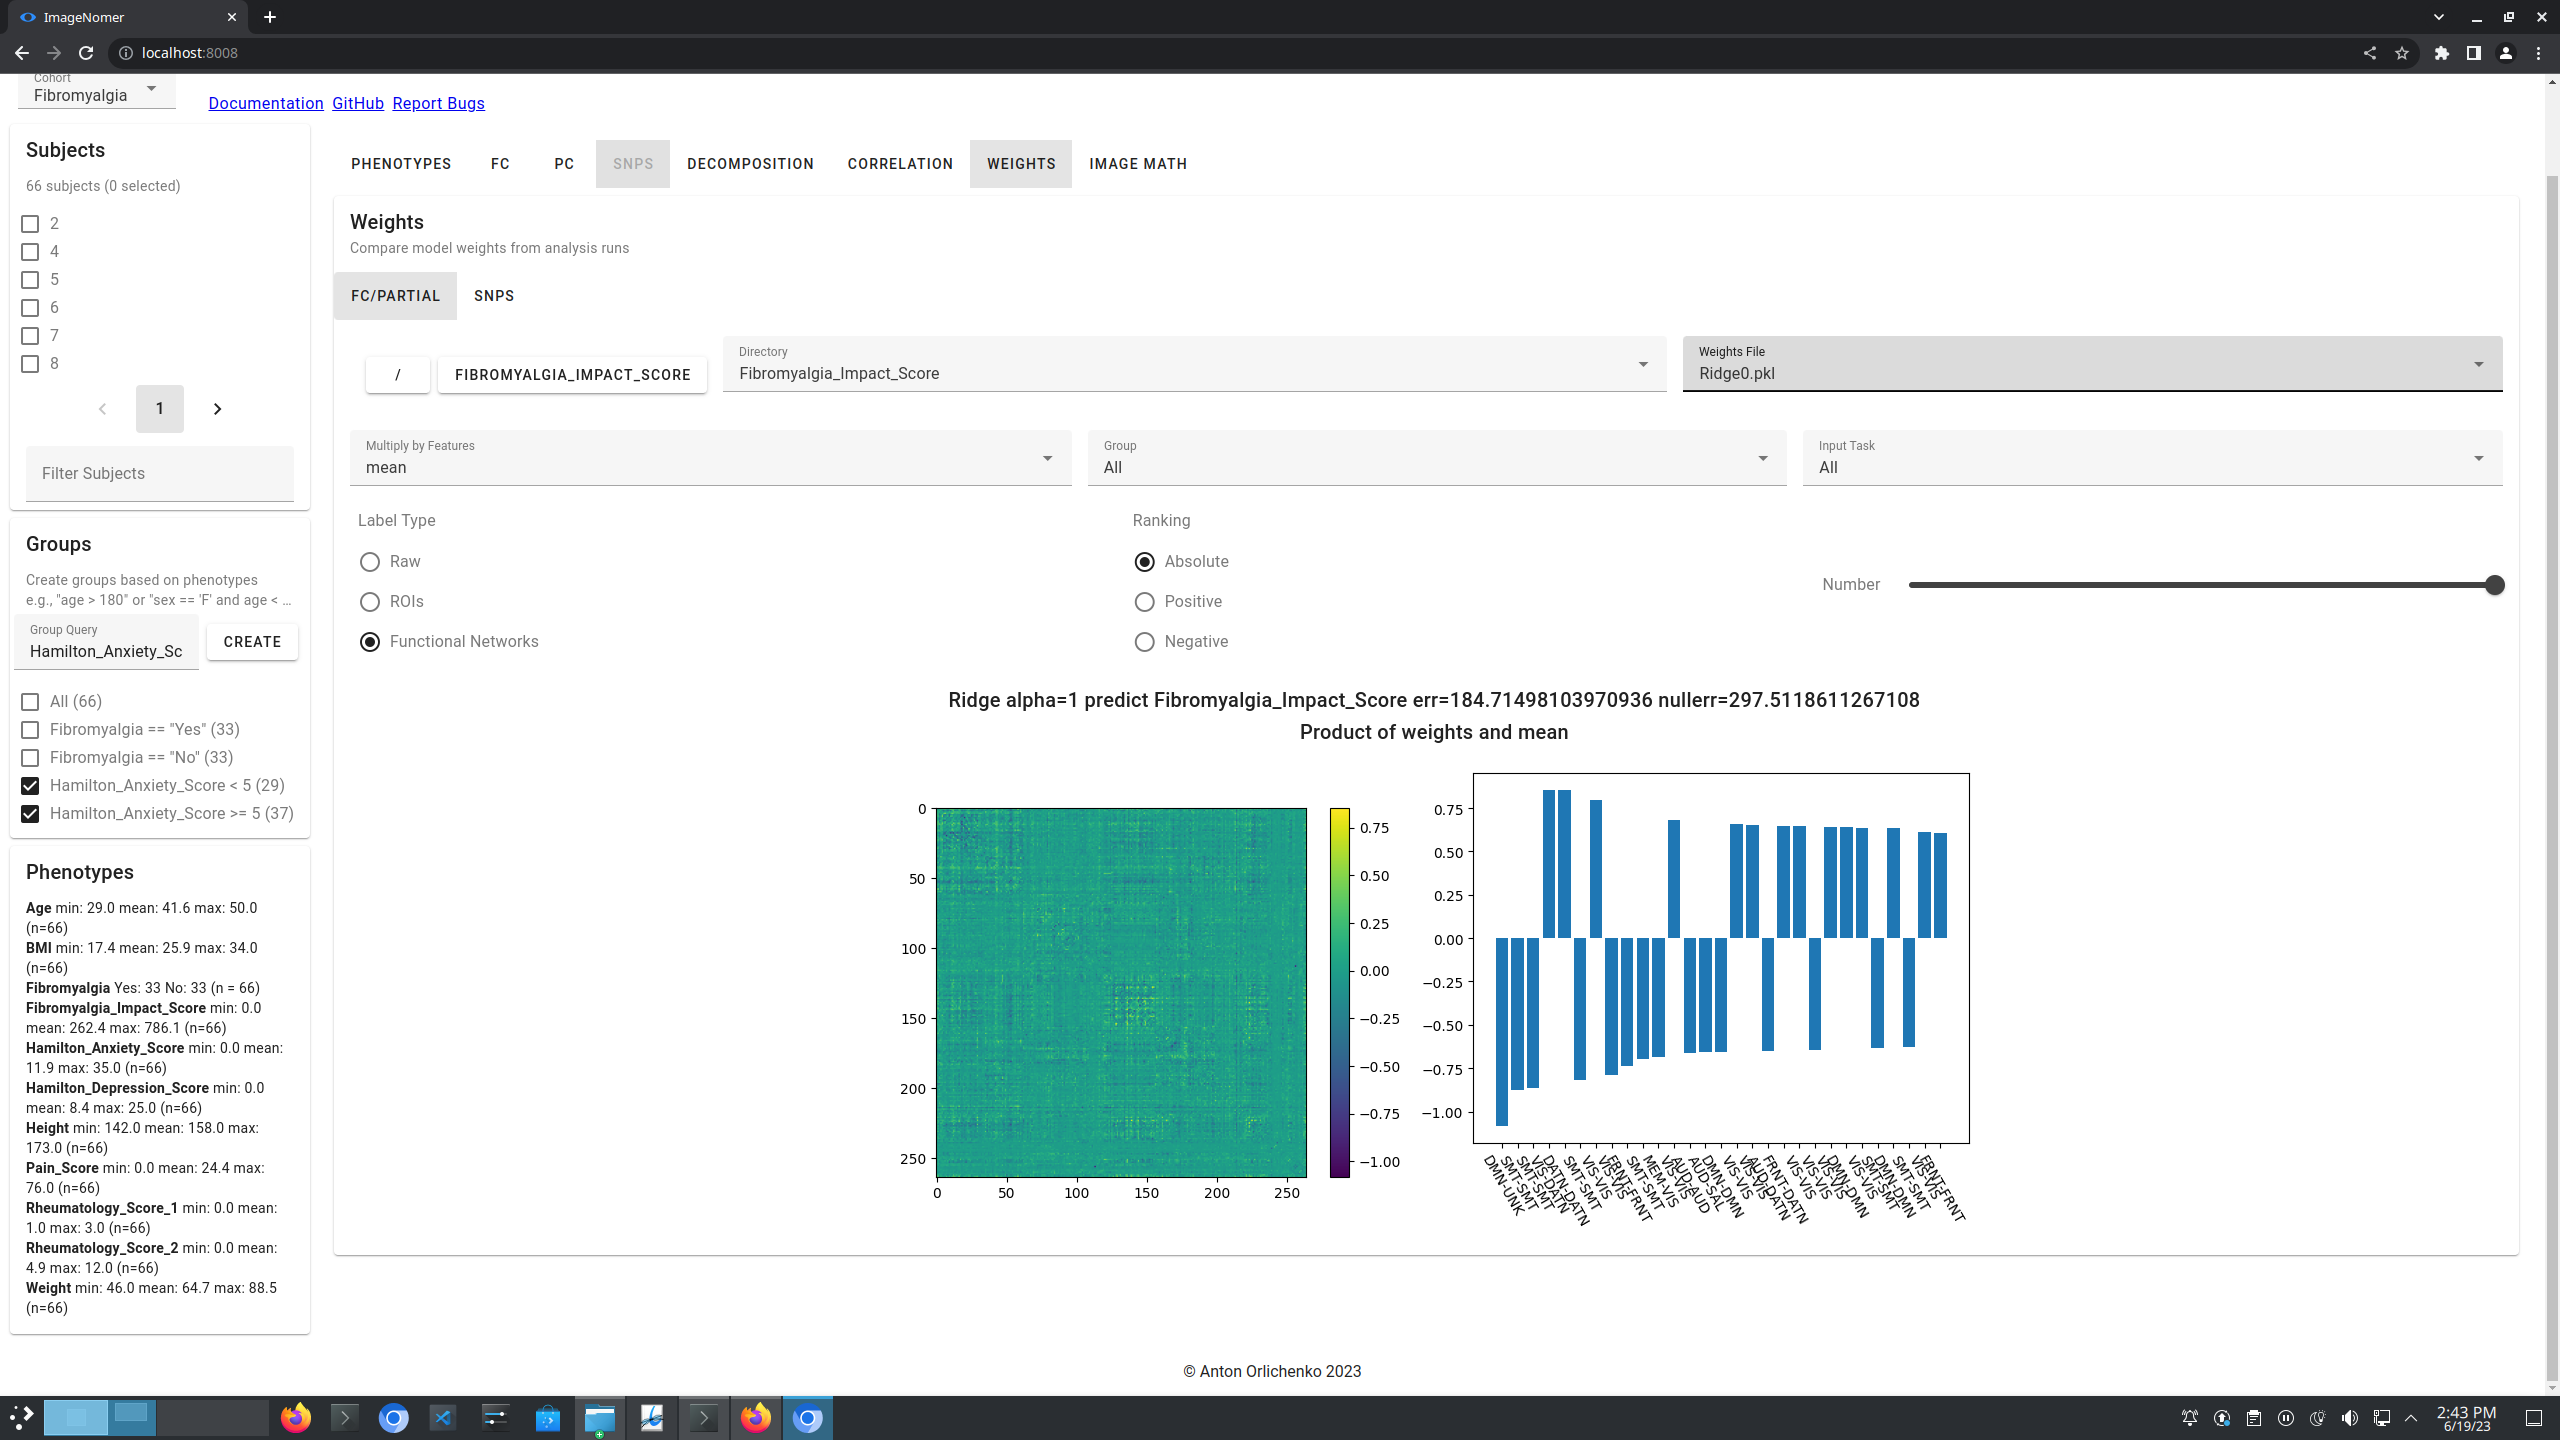 ImageNomer
localhost:8008
Cohort
Fibromyalgia
Documentation GitHub Report Bugs
Subjects
66 subjects (0 selected)
2
4
5
6
7
8
1
Filter Subjects
Groups
Create groups based on phenotypes
e.g., "age > 180" or "sex == 'F' and age < ...
Group Query
Hamilton_Anxiety_Sc
CREATE
All (66)
Fibromyalgia == "Yes" (33)
Fibromyalgia == "No" (33)
Hamilton_Anxiety_Score < 5 (29)
Hamilton_Anxiety_Score >= 5 (37)
Phenotypes
Age min: 29.0 mean: 41.6 max: 50.0
(n=66)
BMI min: 17.4 mean: 25.9 max: 34.0
(n=66)
Fibromyalgia Yes: 33 No: 33 (n = 66)
Fibromyalgia_Impact_Score min: 0.0
mean: 262.4 max: 786.1 (n=66)
Hamilton_Anxiety_Score min: 0.0 mean:
11.9 max: 35.0 (n=66)
Hamilton_Depression_Score min: 0.0
mean: 8.4 max: 25.0 (n=66)
Height min: 142.0 mean: 158.0 max:
173.0 (n=66)
Pain_Score min: 0.0 mean: 24.4 max:
76.0 (n=66)
Rheumatology_Score_1 min: 0.0 mean:
1.0 max: 3.0 (n=66)
Rheumatology_Score_2 min: 0.0 mean:
4.9 max: 12.0 (n=66)
Weight min: 46.0 mean: 64.7 max: 88.5
(n=66)
PHENOTYPES FC PC SNPS DECOMPOSITION CORRELATION WEIGHTS IMAGE MATH
Weights
Compare model weights from analysis runs
FC/PARTIAL SNPS
/ FIBROMYALGIA_IMPACT_SCORE
Directory
Fibromyalgia_Impact_Score
Weights File
Ridge0.pkl
Multiply by Features
mean
Group
All
Input Task
All
Label Type
Raw
ROIs
Functional Networks
Ranking
Absolute
Positive
Negative
Number
Ridge alpha=1 predict Fibromyalgia_Impact_Score err=184.71498103970936 nullerr=297.5118611267108
Product of weights and mean
0
50
100
150
200
250
0 50 100 150 200 250
0.75
0.50
0.25
0.00
−0.25
−0.50
−0.75
−1.00
0.75
0.50
0.25
0.00
−0.25
−0.50
−0.75
−1.00
DMN-UNK
SMT-SMT
SMT-SMT
VIS-DATN
DATN-DATN
SMT-SMT
VIS-VIS
VIS-VIS
FRNT-FRNT
SMT-SMT
MEM-VIS
VIS-VIS
AUD-AUD
AUD-SAL
DMN-DMN
VIS-VIS
VIS-VIS
AUD-DATN
FRNT-DATN
VIS-VIS
VIS-VIS
VIS-VIS
DMN-DMN
VIS-VIS
SMT-SMT
DMN-DMN
SMT-SMT
VIS-VIS
FRNT-FRNT
© Anton Orlichenko 2023
2:43 PM
6/19/23